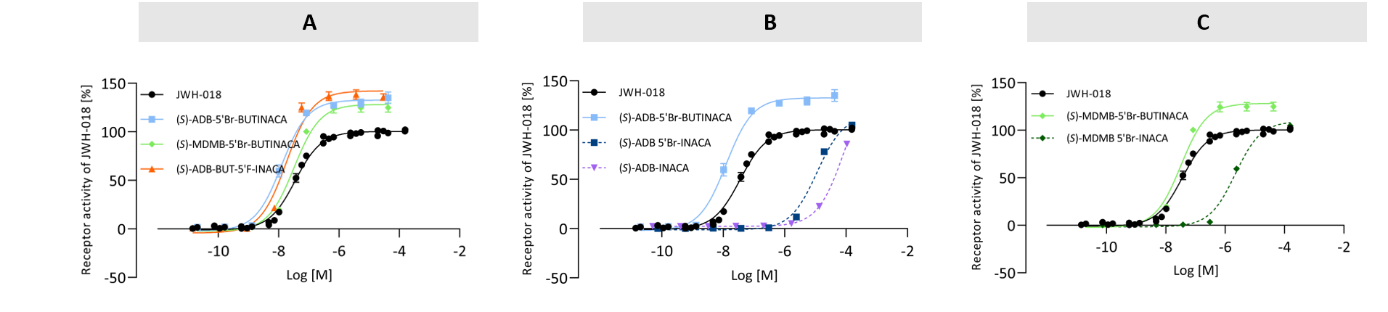 A
B
C
Receptor activity of JWH-018 [%]
150
100
50
0
-50
JWH-018
(S)-ADB-5'Br-BUTINACA
(S)-MDMB-5'Br-BUTINACA
(S)-ADB-BUT-5'F-INACA
-10
-8
-6
-4
-2
Log [M]
Receptor activity of JWH-018 [%]
150
100
50
0
-50
JWH-018
(S)-ADB-5'Br-BUTINACA
(S)-ADB 5'Br-INACA
(S)-ADB-INACA
-10
-8
-6
-4
-2
Log [M]
Receptor activity of JWH-018 [%]
150
100
50
0
-50
JWH-018
(S)-MDMB-5'Br-BUTINACA
(S)-MDMB 5'Br-INACA
-10
-8
-6
-4
-2
Log [M]